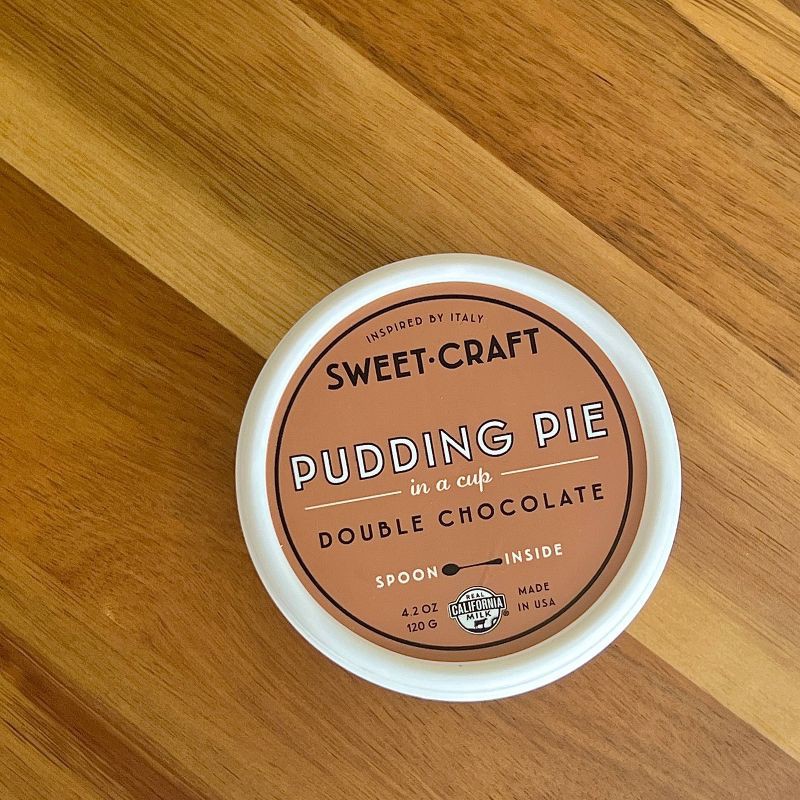 INSPIRED BY ITALY
SWEET·CRAFT
PUDDING PIE
in a cup
DOUBLE CHOCOLATE
SPOON INSIDE
4.2 OZ
120 G
REAL
CALIFORNIA
MILK
®
MADE
IN USA